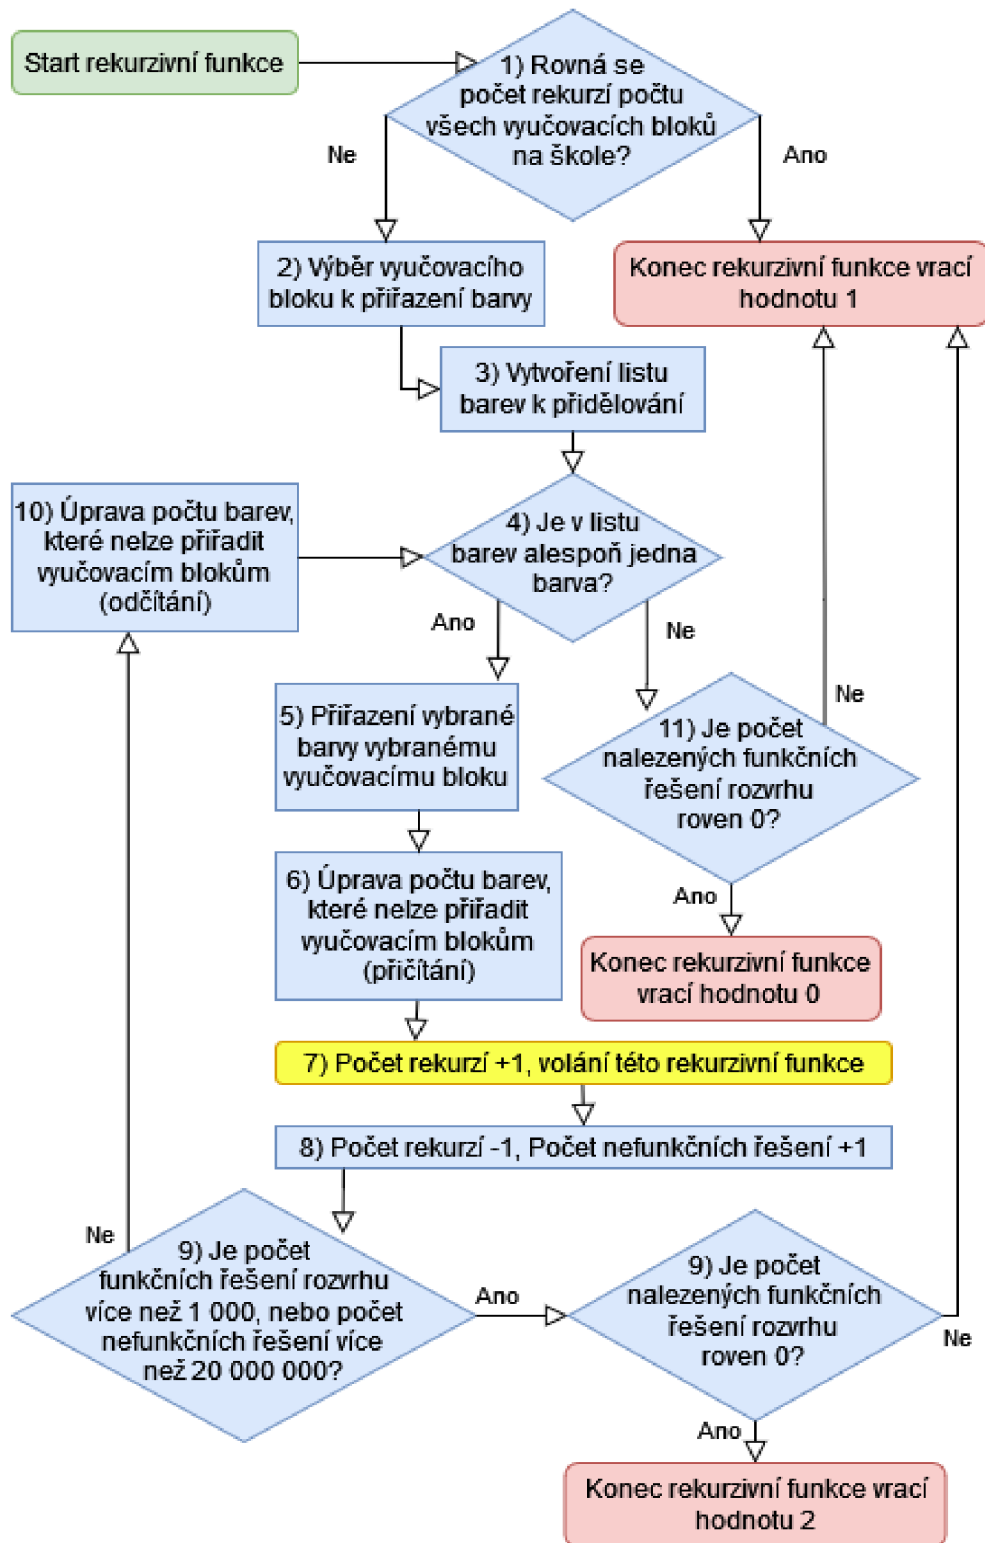 Start rekurzivní funkce
1) Rovná se
počet rekurzí počtu
všech vyučovacích bloků
na škole?
Ne
Ano
2) Výběr vyučovacího
bloku k přiřazení barvy
Konec rekurzivní funkce vrací
hodnotu 1
3) Vytvoření listu
barev k přidělování
10) Úprava počtu barev,
které nelze přiřadit
vyučovacím blokům
(odčítání)
4) Je v listu
barev alespoň jedna
barva?
Ano
Ne
5) Přiřazení vybrané
barvy vybranému
vyučovacímu bloku
11) Je počet
nalezených funkčních
řešení rozvrhu
roven 0?
Ne
6) Úprava počtu barev,
které nelze přiřadit
vyučovacím blokům
(přičítání)
Ano
Konec rekurzivní funkce
vrací hodnotu 0
7) Počet rekurzí +1, volání této rekurzivní funkce
8) Počet rekurzí -1, Počet nefunkčních řešení +1
Ne
9) Je počet
funkčních řešení rozvrhu
více než 1 000, nebo počet
nefunkčních řešení více
než 20 000 000?
Ano
9) Je počet
nalezených funkčních
řešení rozvrhu
roven 0?
Ne
Ano
Konec rekurzivní funkce vrací
hodnotu 2